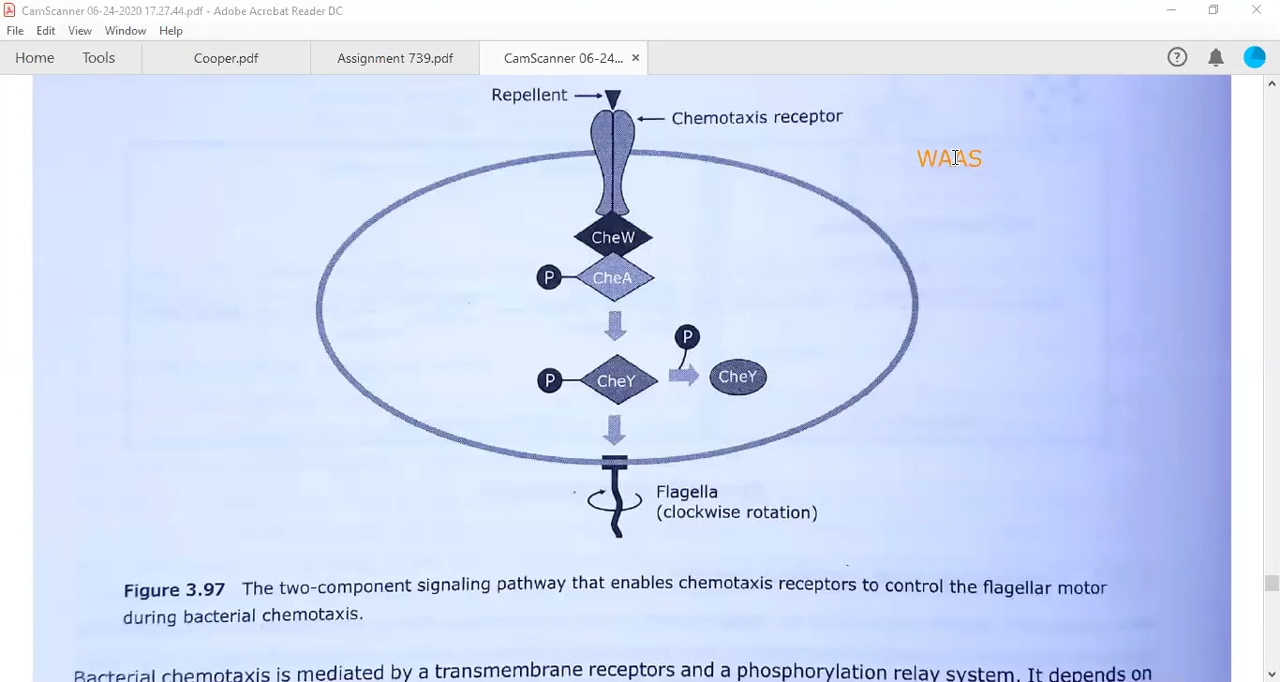 CamScanner 06-24-2020 17.27.44.pdf - Adobe Acrobat Reader DC
File Edit View Window Help
Home Tools Cooper.pdf Assignment 739.pdf CamScanner 06-24... ×
Repellent
Chemotaxis receptor
WAAS
CheW
P CheA
P
P CheY CheY
Flagella
(clockwise rotation)
Figure 3.97 The two-component signaling pathway that enables chemotaxis receptors to control the flagellar motor
during bacterial chemotaxis.
Bacterial chemotaxis is mediated by a transmembrane receptors and a phosphorylation relay system. It depends on